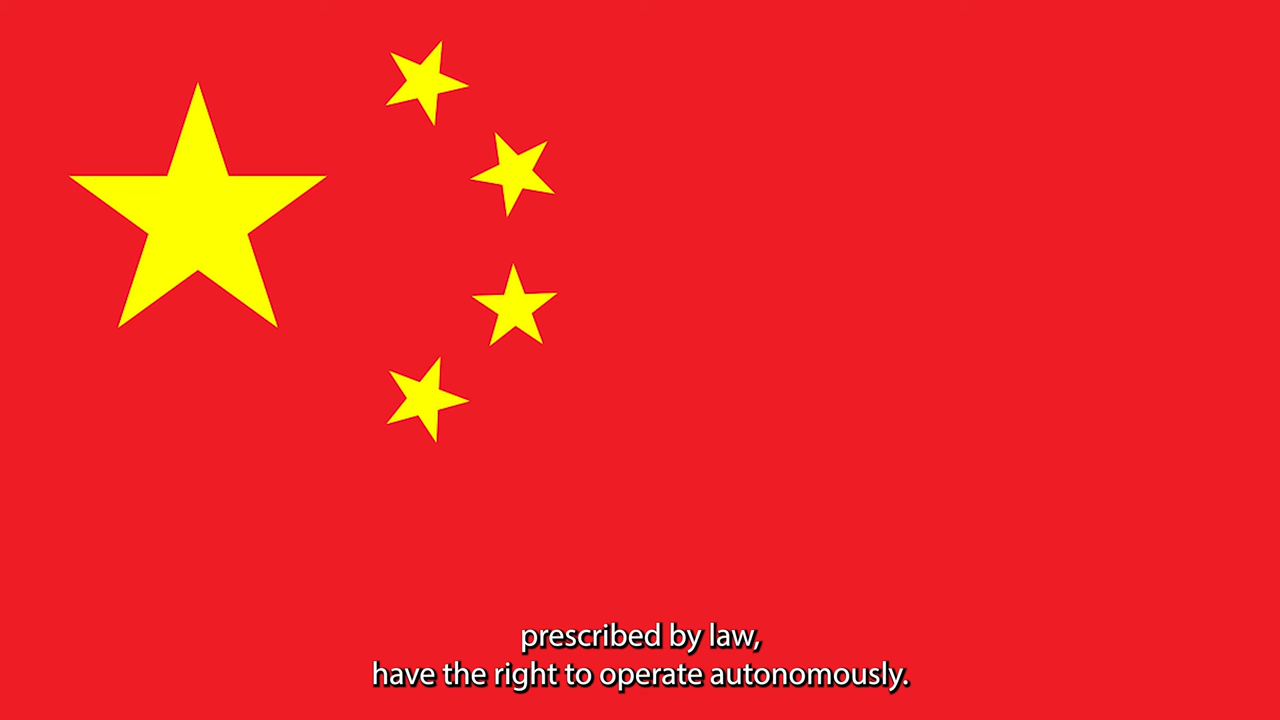 prescribed by law,
have the right to operate autonomously.